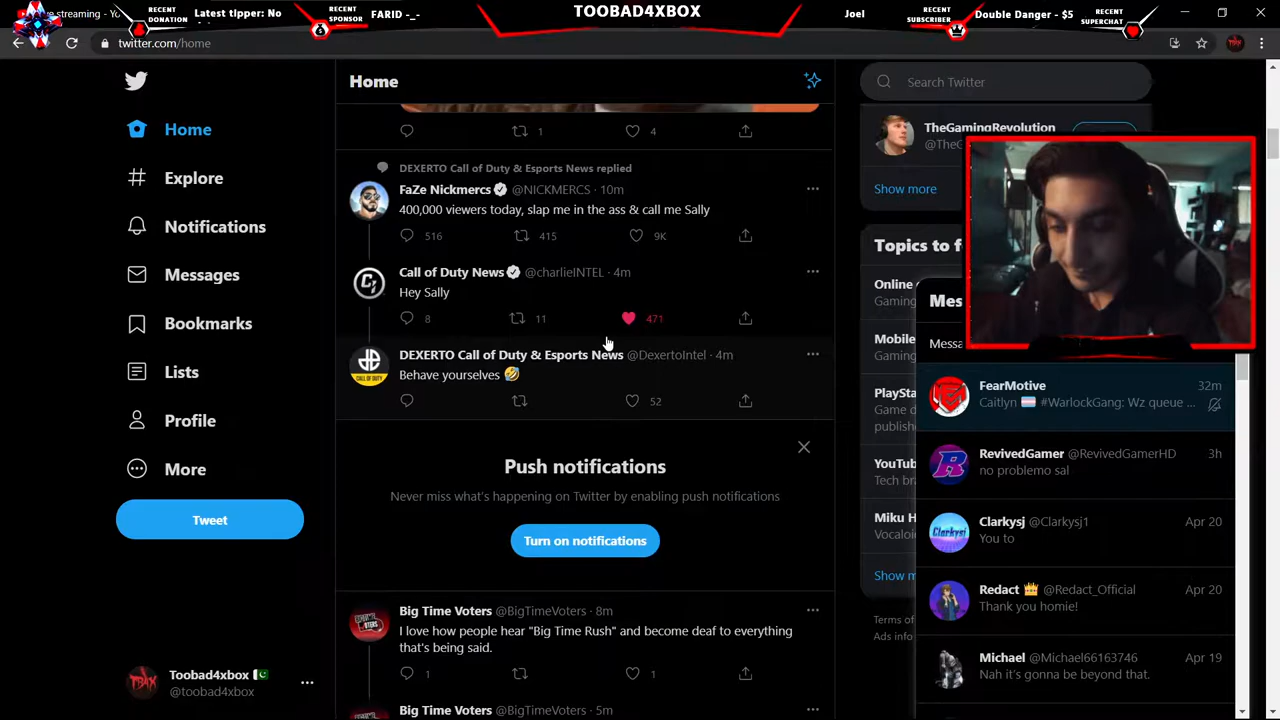 streaming - Yo
RECENT DONATION
Latest tipper: No
RECENT SPONSOR
FARID -_-
TOOBAD4XBOX
Joel
RECENT SUBSCRIBER
Double Danger - $5
RECENT SUPERCHAT
twitter.com/home
Home
Explore
Notifications
Messages
Bookmarks
Lists
Profile
More
Tweet
Toobad4xbox 🇵🇰
@toobad4xbox
Home
1
4
DEXERTO Call of Duty & Esports News replied
FaZe Nickmercs @NICKMERCS · 10m
400,000 viewers today, slap me in the ass & call me Sally
516 415 9K
Call of Duty News @charlieINTEL · 4m
Hey Sally
8 11 471
DEXERTO Call of Duty & Esports News @DexertoIntel · 4m
Behave yourselves 🤣
52
Push notifications
Never miss what's happening on Twitter by enabling push notifications
Turn on notifications
Big Time Voters @BigTimeVoters · 8m
I love how people hear "Big Time Rush" and become deaf to everything
that's being said.
1 1
Big Time Voters @BigTimeVoters · 5m
Search Twitter
TheGamingRevolution
@TheG
Show more
Topics to f
Online
Gaming
Mobile
Gaming
PlaySta
Game d
publishe
YouTub
Tech bra
Miku H
Vocaloi
Show m
Terms of
Ads info
Mes
Messa
FearMotive 32m
Caitlyn 🏳️‍⚧️ #WarlockGang: Wz queue ...
RevivedGamer @RevivedGamerHD 3h
no problemo sal
Clarkysj @Clarkysj1 Apr 20
You to
Redact 👑 @Redact_Official Apr 20
Thank you homie!
Michael @Michael66163746 Apr 19
Nah it's gonna be beyond that.